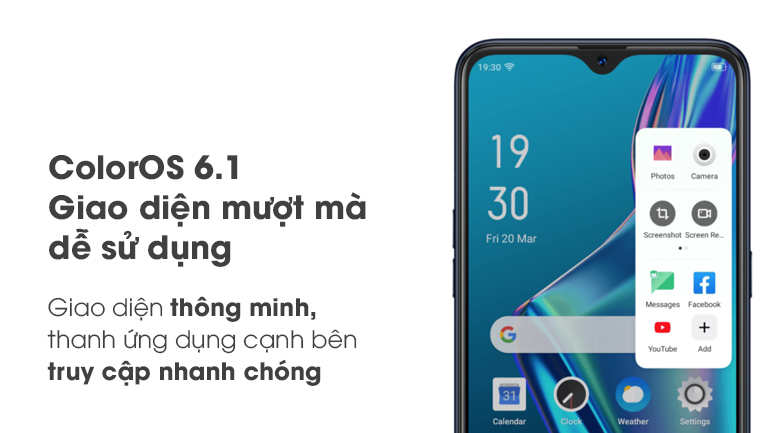 ColorOS 6.1
Giao diện mượt mà
dễ sử dụng
Giao diện thông minh,
thanh ứng dụng cạnh bên
truy cập nhanh chóng
19:30
19
30
Fri 20 Mar
Photos Camera
Screenshot Screen Re...
Messages Facebook
YouTube Add
G
31
Calendar Clock Weather Settings